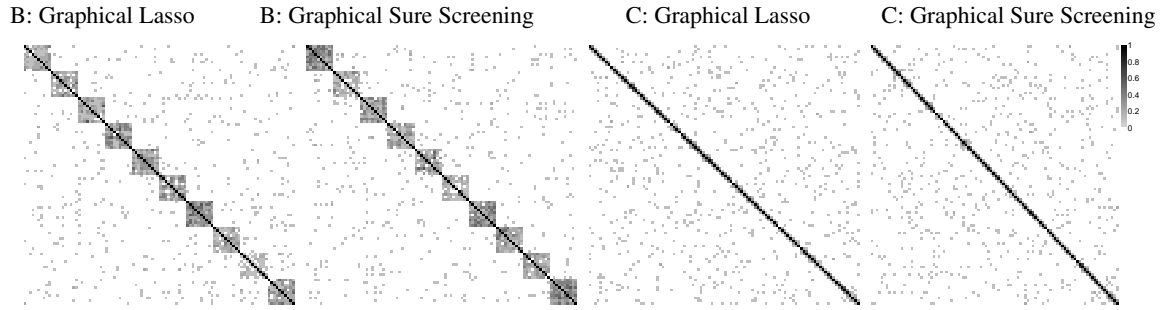 B: Graphical Lasso
B: Graphical Sure Screening
C: Graphical Lasso
C: Graphical Sure Screening
1
0.8
0.6
0.4
0.2
0